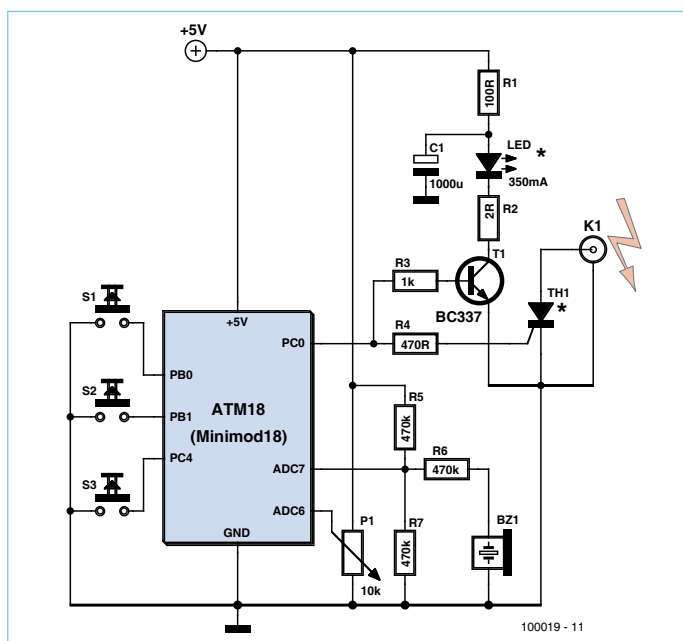 +5V
R1
100R
C1
1000u
LED
*
350mA
R2
2R
K1
T1
R3
1k
BC337
TH1
*
S1
+5V
PC0
R4
470R
PB0
ATM18
(Minimod18)
S2
PB1
R5
470k
R6
470k
PC4
ADC7
S3
ADC6
P1
R7
470k
BZ1
GND
10k
100019 - 11